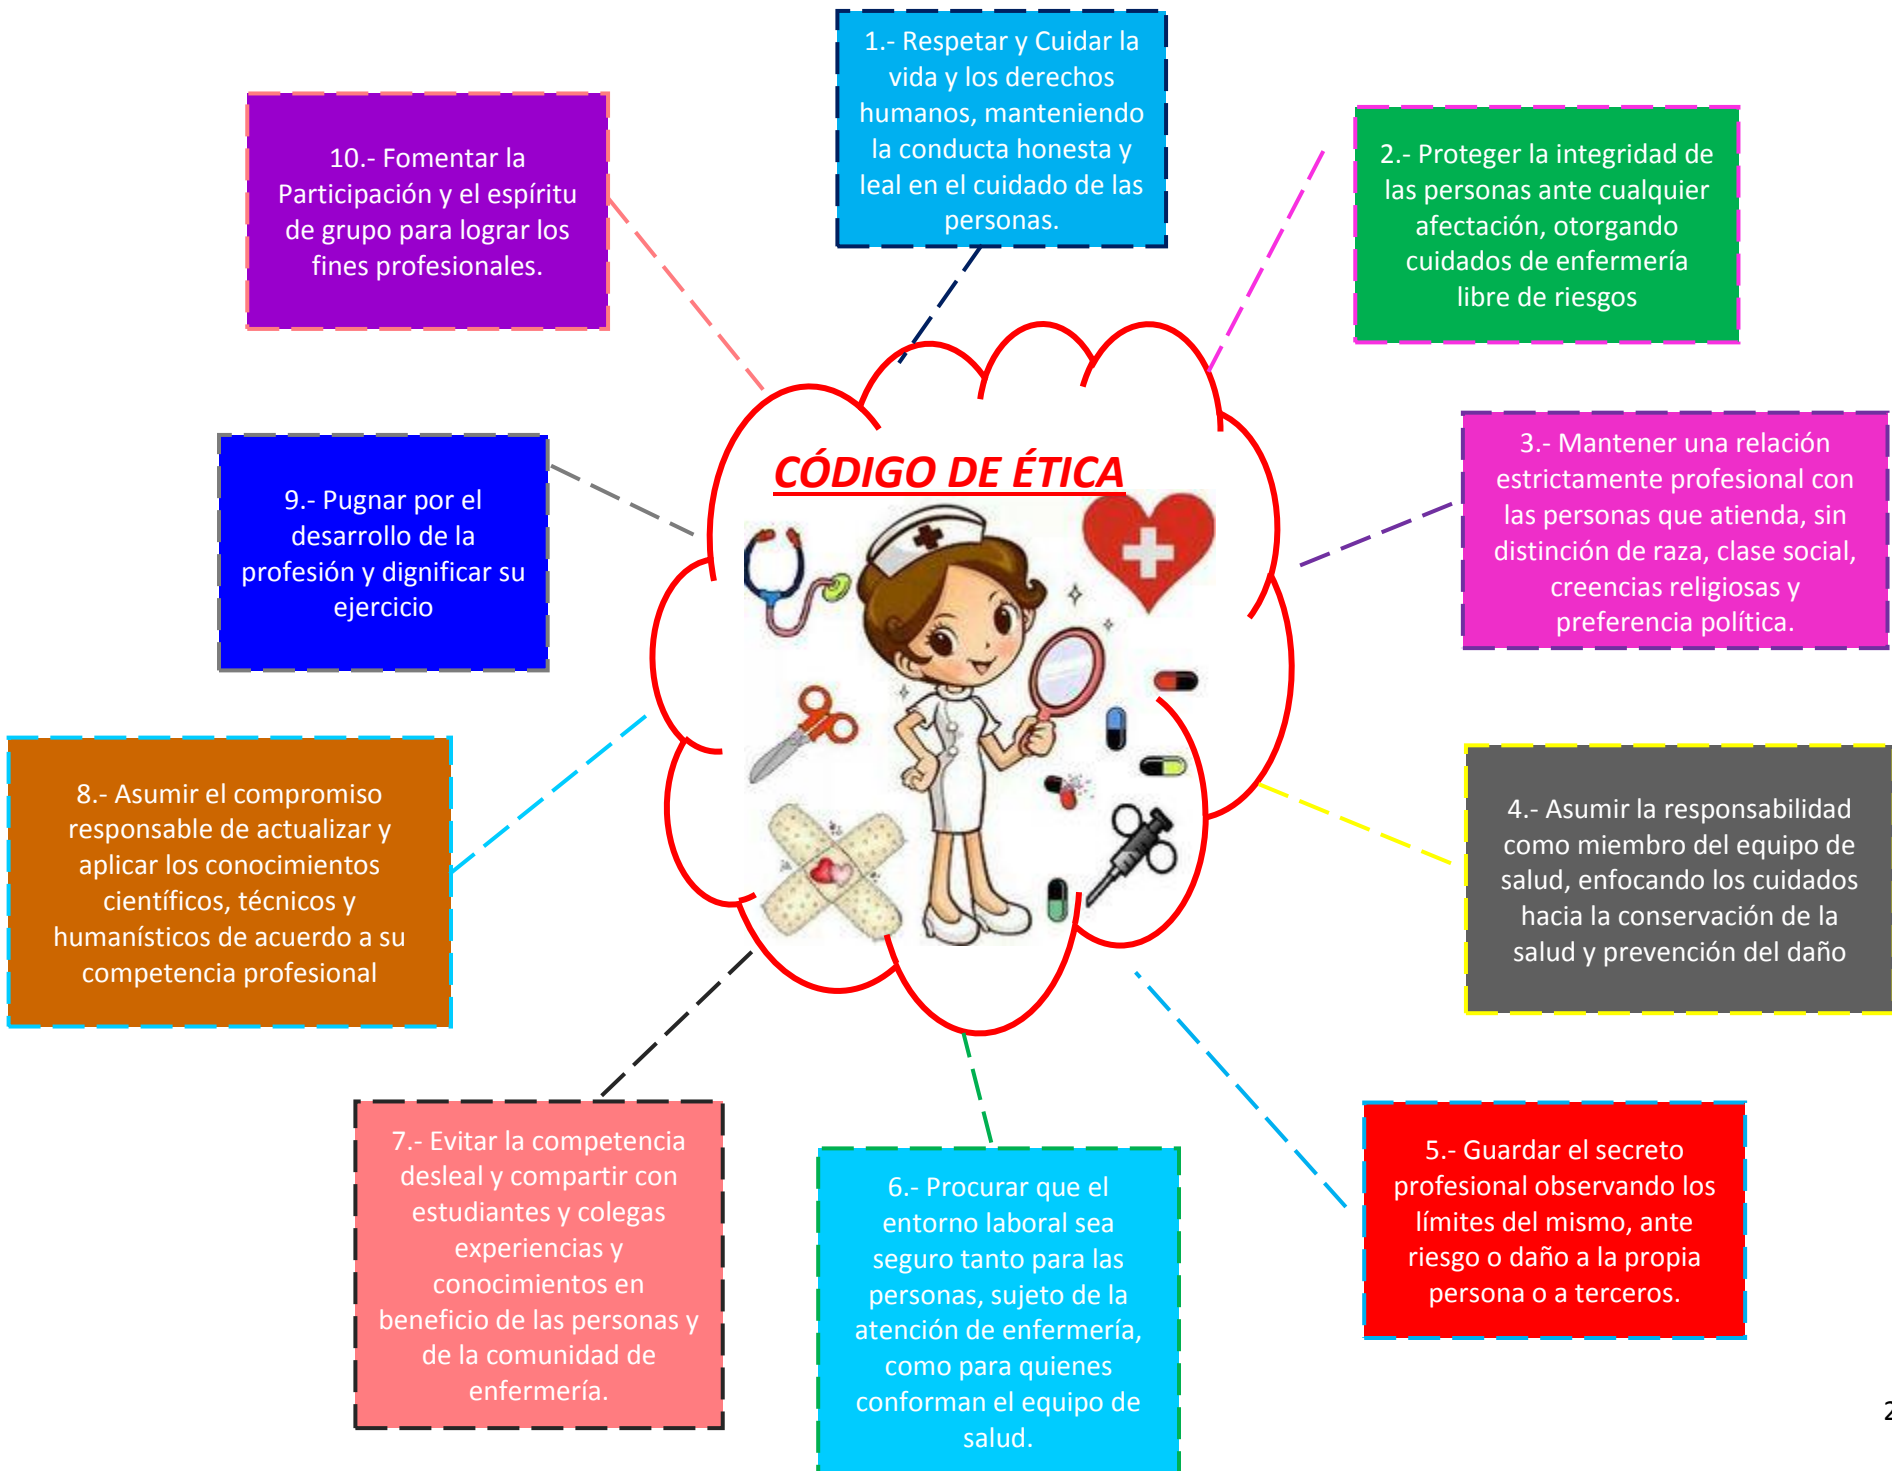 CÓDIGO DE ÉTICA
1.- Respetar y Cuidar la
vida y los derechos
humanos, manteniendo
la conducta honesta y
leal en el cuidado de las
personas.
2.- Proteger la integridad de
las personas ante cualquier
afectación, otorgando
cuidados de enfermería
libre de riesgos
3.- Mantener una relación
estrictamente profesional con
las personas que atienda, sin
distinción de raza, clase social,
creencias religiosas y
preferencia política.
4.- Asumir la responsabilidad
como miembro del equipo de
salud, enfocando los cuidados
hacia la conservación de la
salud y prevención del daño
5.- Guardar el secreto
profesional observando los
límites del mismo, ante
riesgo o daño a la propia
persona o a terceros.
6.- Procurar que el
entorno laboral sea
seguro tanto para las
personas, sujeto de la
atención de enfermería,
como para quienes
conforman el equipo de
salud.
7.- Evitar la competencia
desleal y compartir con
estudiantes y colegas
experiencias y
conocimientos en
beneficio de las personas y
de la comunidad de
enfermería.
8.- Asumir el compromiso
responsable de actualizar y
aplicar los conocimientos
científicos, técnicos y
humanísticos de acuerdo a su
competencia profesional
9.- Pugnar por el
desarrollo de la
profesión y dignificar su
ejercicio
10.- Fomentar la
Participación y el espíritu
de grupo para lograr los
fines profesionales.
2